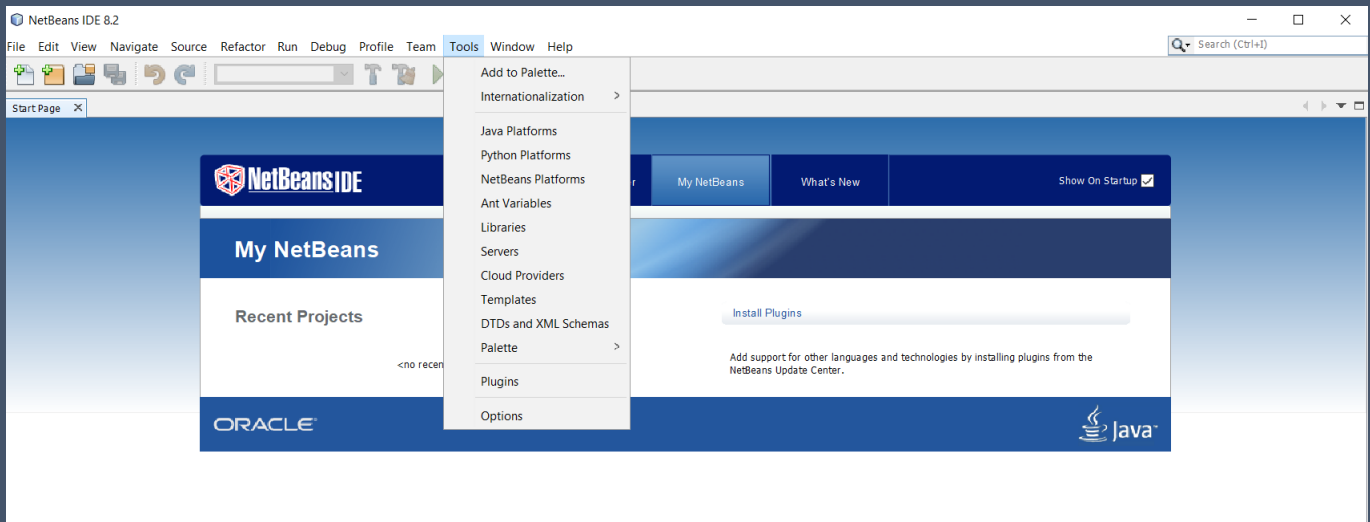 NetBeans IDE 8.2
File Edit View Navigate Source Refactor Run Debug Profile Team Tools Window Help
Search (Ctrl+I)
Add to Palette...
Internationalization >
Start Page X
Java Platforms
Python Platforms
NetBeans Platforms
Ant Variables
Libraries
Servers
Cloud Providers
Templates
DTDs and XML Schemas
Palette >
Plugins
Options
NetBeans IDE
My NetBeans
What's New
Show On Startup
My NetBeans
Recent Projects
<no recen
Install Plugins
Add support for other languages and technologies by installing plugins from the
NetBeans Update Center.
ORACLE
Java